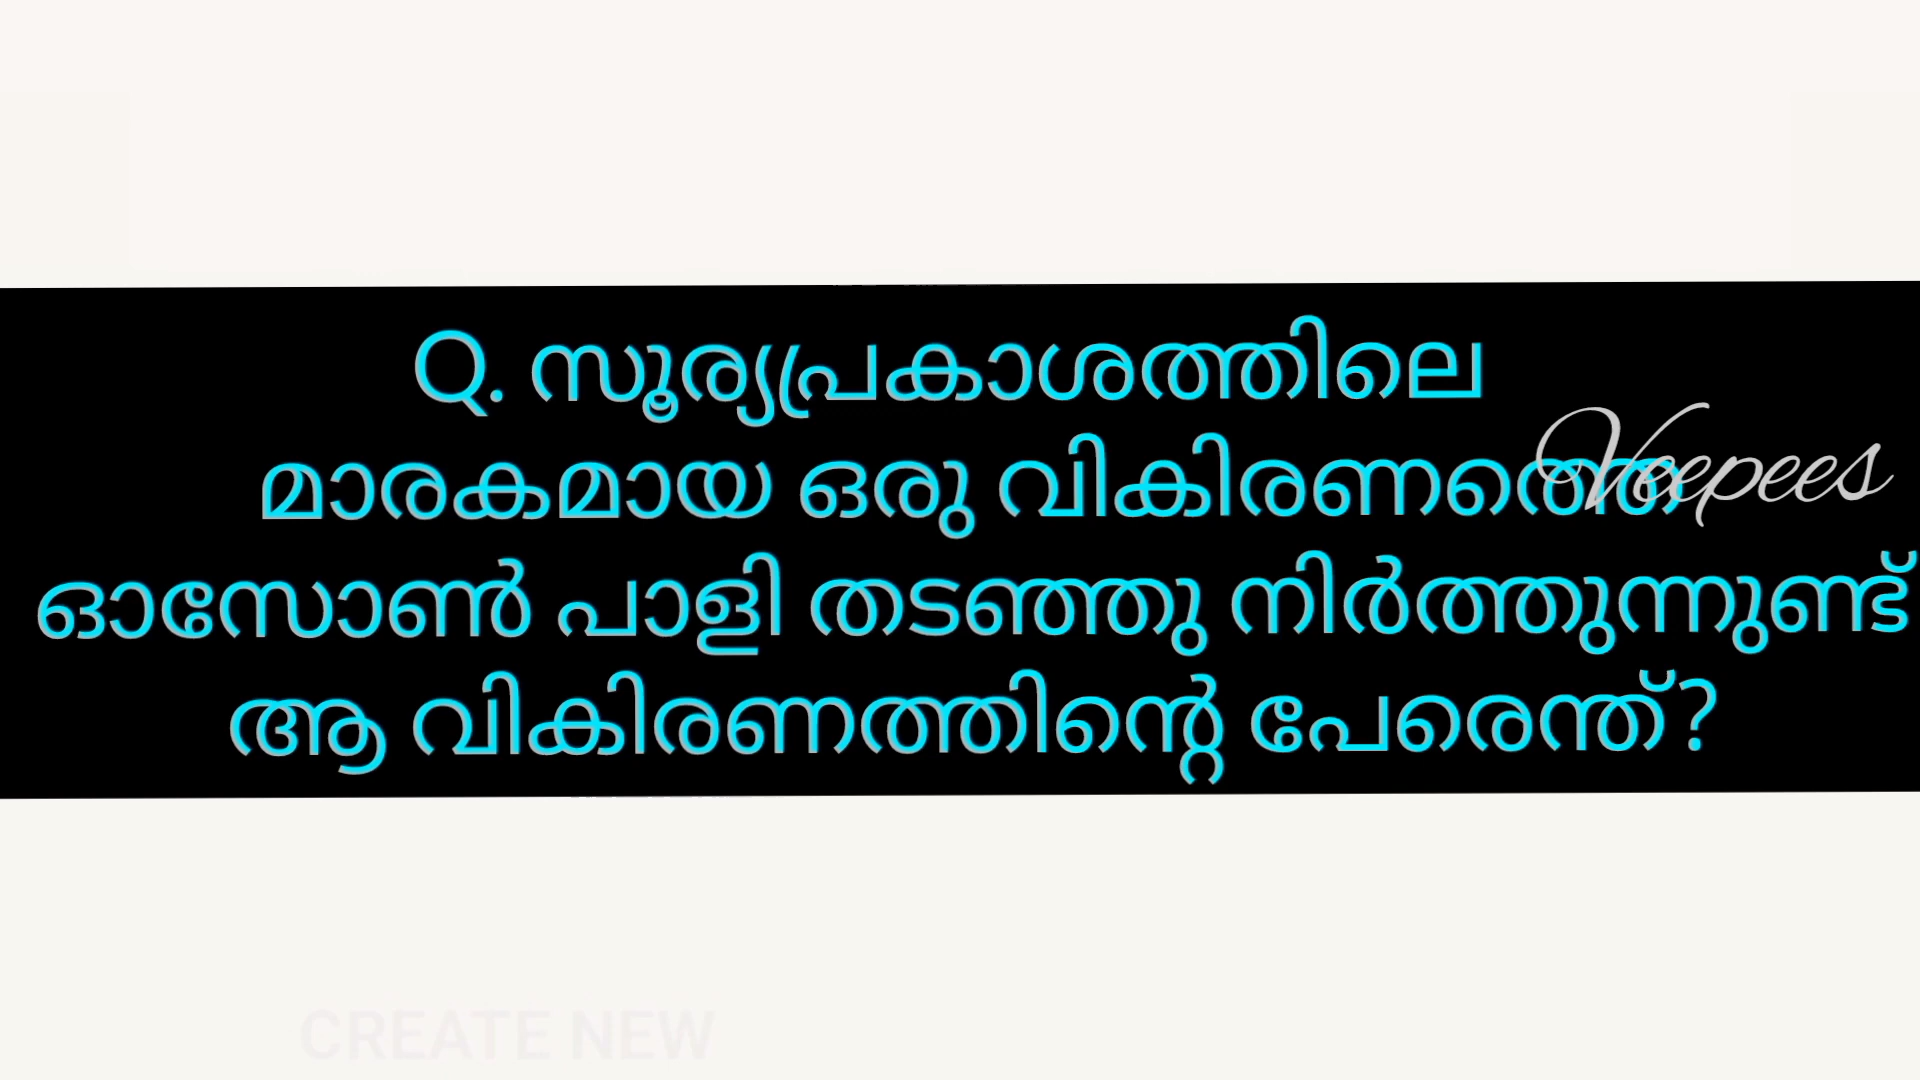 Q. സൂര്യപ്രകാശത്തിലെ
മാരകമായ ഒരു വികിരണത്തെ
Veepees
ഓസോൺ പാളി തടഞ്ഞു നിർത്തുന്നുണ്ട്
ആ വികിരണത്തിന്റെ പേരെന്ത്?
CREATE NEW